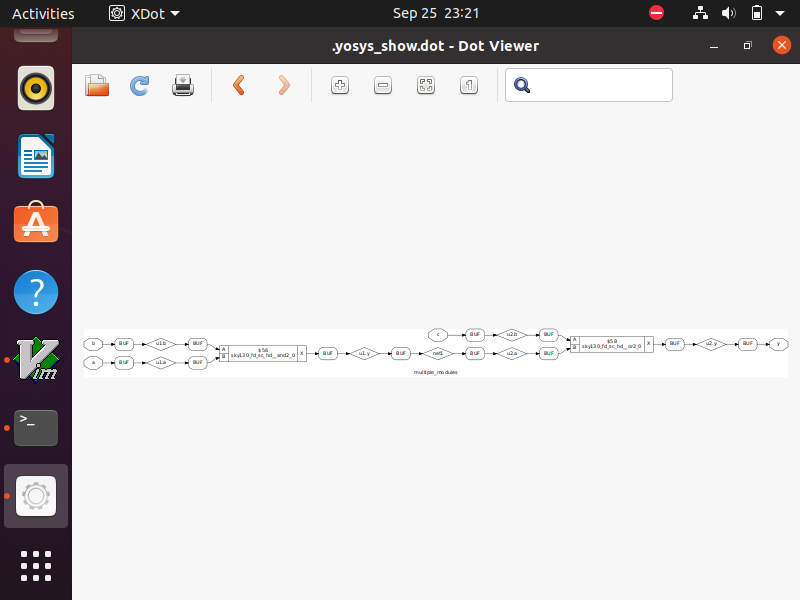 Activities
XDot
Sep 25 23:21
.yosys_show.dot - Dot Viewer
1
c
BUF
u2.b
BUF
b
BUF
u1.b
BUF
A
B
$56
sky130_fd_sc_hd__and2_0
X
BUF
u1.y
BUF
net1
BUF
u2.a
BUF
A
B
$58
sky130_fd_sc_hd__or2_0
X
BUF
u2.y
BUF
y
a
BUF
u1.a
BUF
multiple_modules